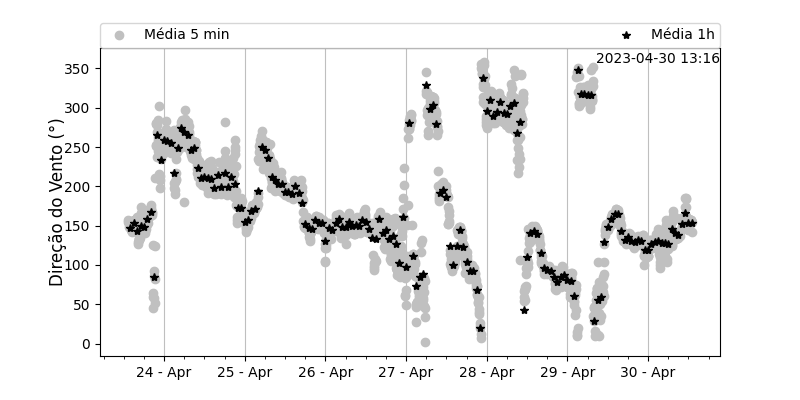 Média 5 min
Média 1h
2023-04-30 13:16
Direção do Vento (°)
350
300
250
200
150
100
50
0
24 - Apr
25 - Apr
26 - Apr
27 - Apr
28 - Apr
29 - Apr
30 - Apr